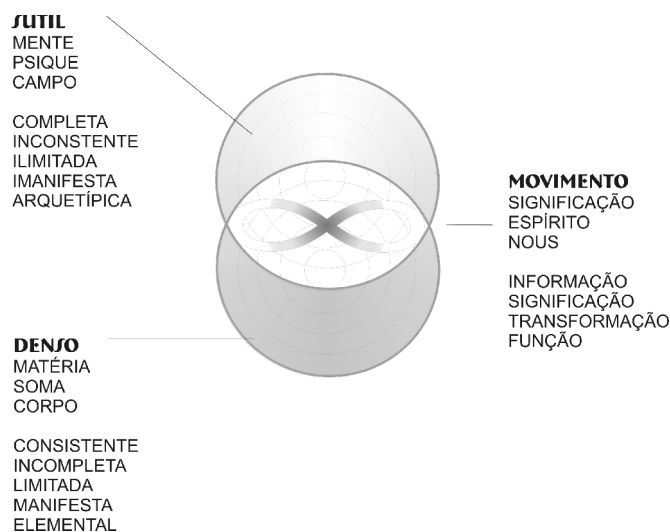 SUTIL
MENTE
PSIQUE
CAMPO
COMPLETA
INCONSTENTE
ILIMITADA
IMANIFESTA
ARQUETÍPICA
MOVIMENTO
SIGNIFICAÇÃO
ESPÍRITO
NOUS
INFORMAÇÃO
SIGNIFICAÇÃO
TRANSFORMAÇÃO
FUNÇÃO
DENSO
MATÉRIA
SOMA
CORPO
CONSISTENTE
INCOMPLETA
LIMITADA
MANIFESTA
ELEMENTAL